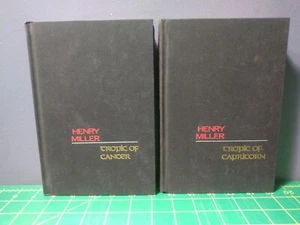 HENRY
MILLER
TROPIC OF
CANCER
HENRY
MILLER
TROPIC OF
CAPRICORN